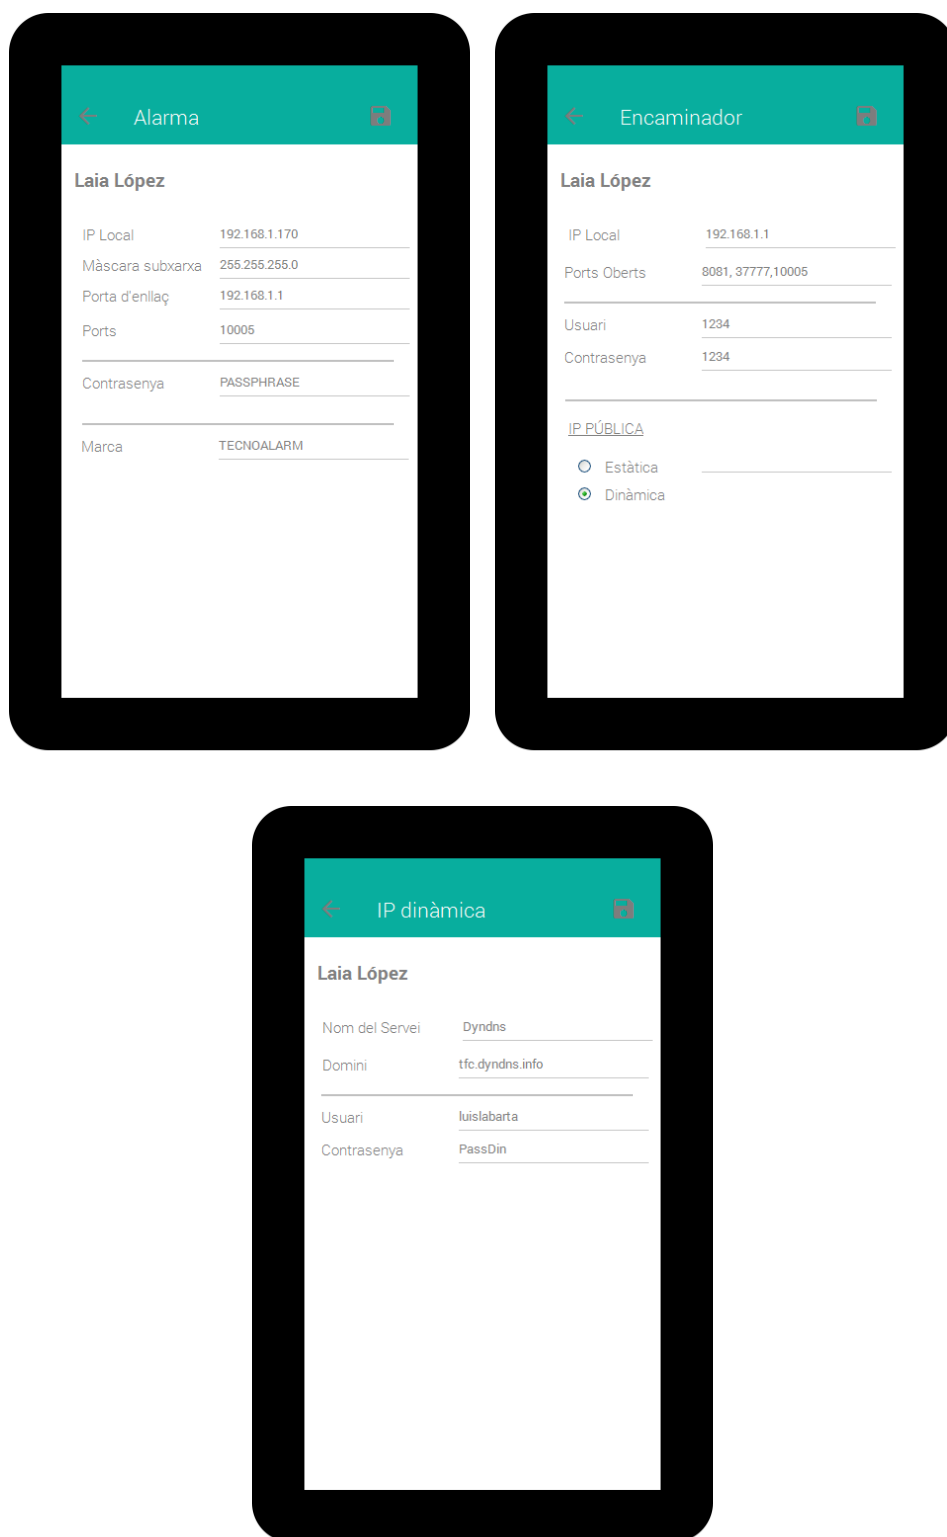 Alarma
Laia López
IP Local 192.168.1.170
Màscara subxarxa 255.255.255.0
Porta d'enllaç 192.168.1.1
Ports 10005
Contrasenya PASSPHRASE
Marca TECNOALARM
Encaminador
Laia López
IP Local 192.168.1.1
Ports Oberts 8081, 37777,10005
Usuari 1234
Contrasenya 1234
IP PÚBLICA
Estàtica
Dinàmica
IP dinàmica
Laia López
Nom del Servei Dyndns
Domini tfc.dyndns.info
Usuari luislabarta
Contrasenya PassDin